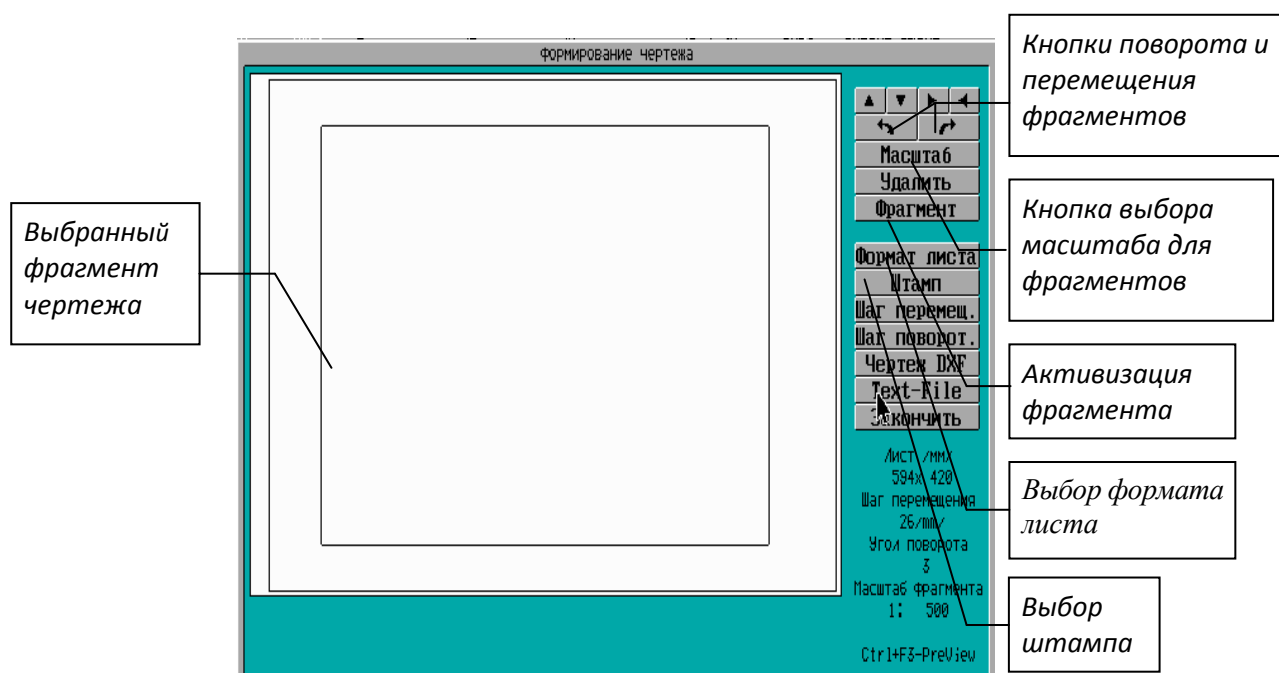 Формирование чертежа
Масштаб
Удалить
Фрагмент
Формат листа
Штамп
Шаг перемещ.
Шаг поворот.
Чертеж DXF
Text-File
Закончить
Лист /мм/
594x 420
Шаг перемещения
26/mm/
Угол поворота
3
Масштаб фрагмента
1: 500
Ctrl+F3-PreView
Выбранный
фрагмент
чертежа
Кнопки поворота и
перемещения
фрагментов
Кнопка выбора
масштаба для
фрагментов
Активизация
фрагмента
Выбор формата
листа
Выбор
штампа